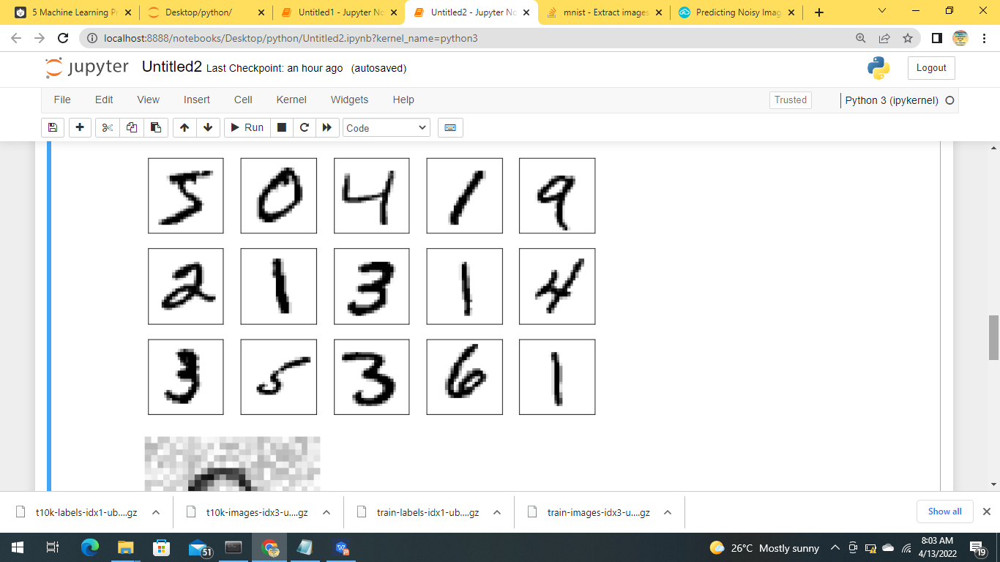 5 Machine Learning Pr
Desktop/python/
Untitled1 - Jupyter No
Untitled2 - Jupyter No
mnist - Extract images
Predicting Noisy Imag
localhost:8888/notebooks/Desktop/python/Untitled2.ipynb?kernel_name=python3
jupyter Untitled2 Last Checkpoint: an hour ago (autosaved)
Logout
File Edit View Insert Cell Kernel Widgets Help
Trusted
Python 3 (ipykernel)
Run
Code
5 0 4 1 9
2 1 3 1 4
3 5 3 6 1
t10k-labels-idx1-ub....gz
t10k-images-idx3-u....gz
train-labels-idx1-ub....gz
train-images-idx3-u....gz
Show all
51
26°C Mostly sunny
8:03 AM
4/13/2022
19